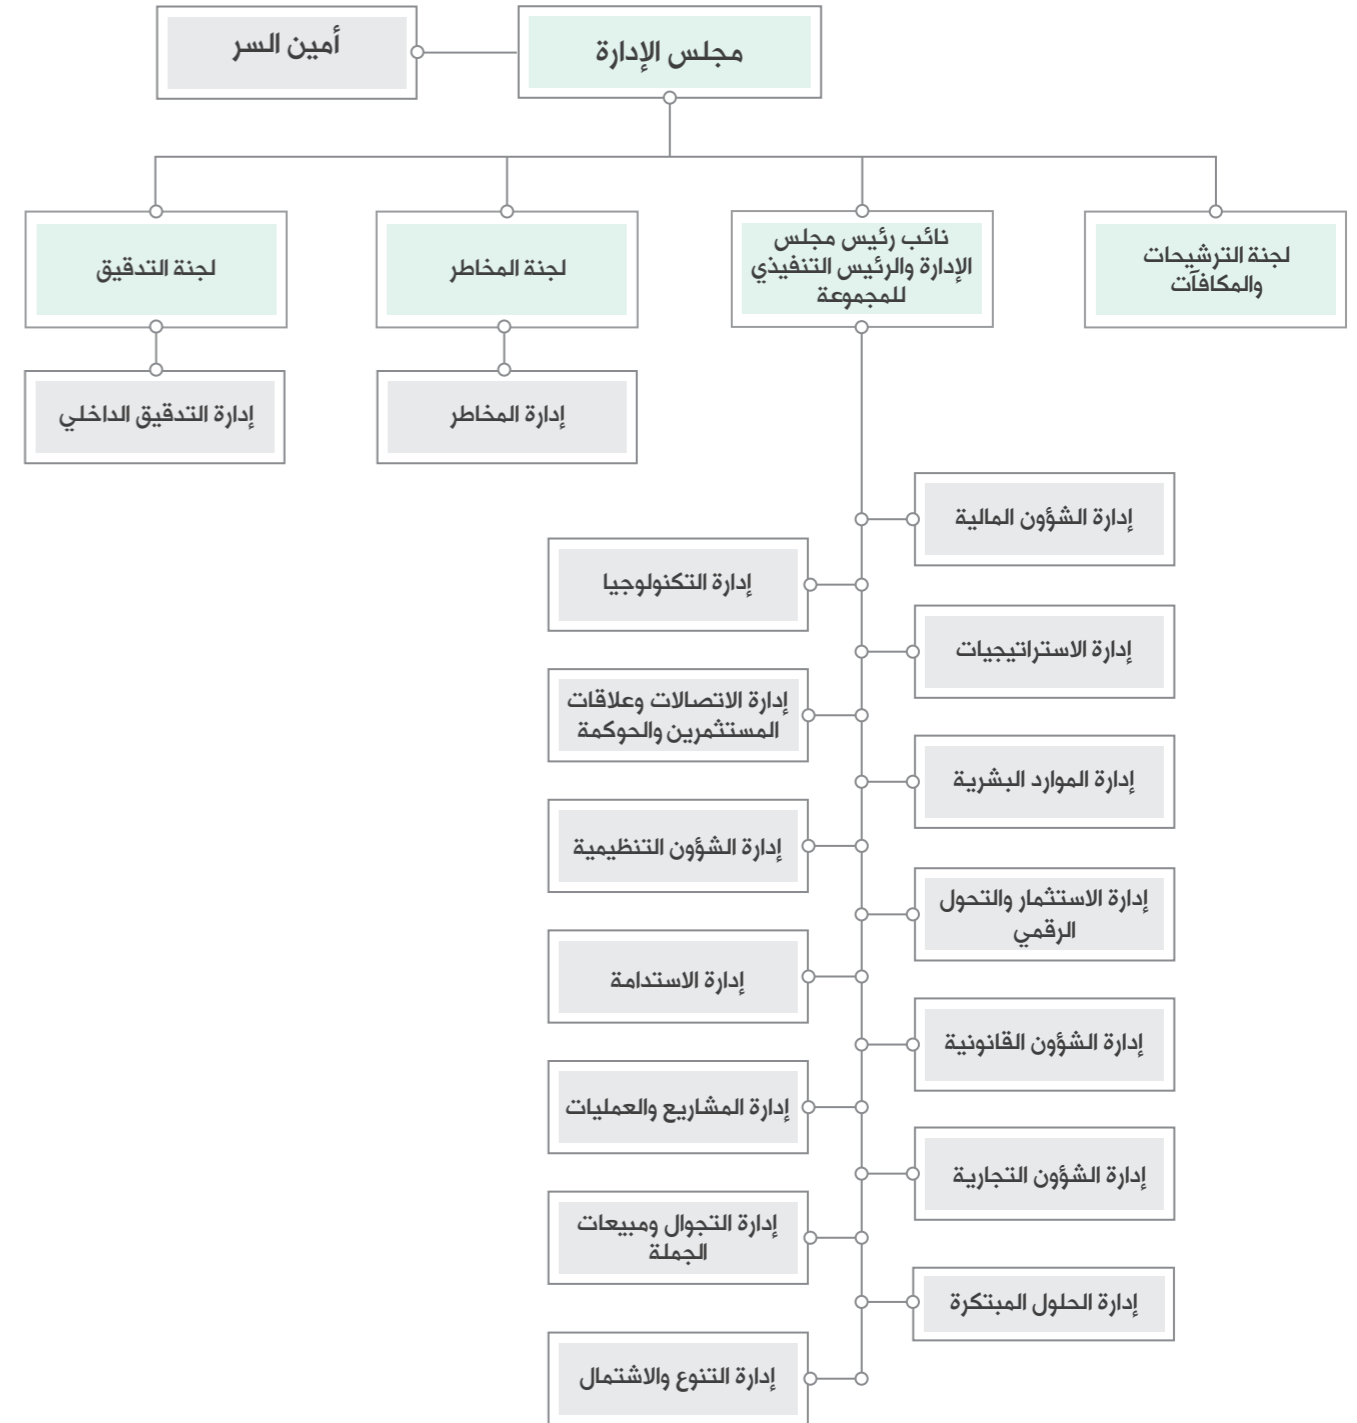 مجلس الإدارة
أمين السر
لجنة الترشيحات
والمكافآت
نائب رئيس مجلس
الإدارة والرئيس التنفيذي
للمجموعة
لجنة المخاطر
لجنة التدقيق
إدارة المخاطر
إدارة التدقيق الداخلي
إدارة الشؤون المالية
إدارة التكنولوجيا
إدارة الاستراتيجيات
إدارة الاتصالات وعلاقات
المستثمرين والحوكمة
إدارة الموارد البشرية
إدارة الشؤون التنظيمية
إدارة الاستثمار والتحول
الرقمي
إدارة الاستدامة
إدارة الشؤون القانونية
إدارة المشاريع والعمليات
إدارة الشؤون التجارية
إدارة التجوال ومبيعات
الجملة
إدارة الحلول المبتكرة
إدارة التنوع والاشتمال